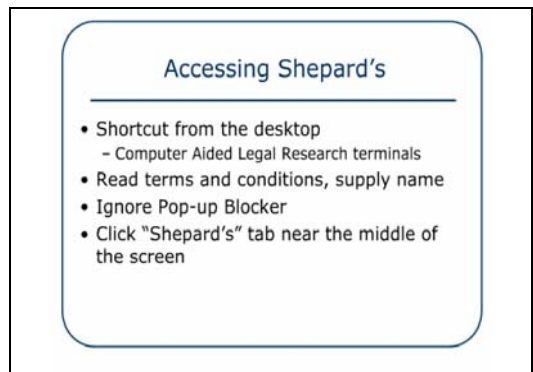 Accessing Shepard's
• Shortcut from the desktop
– Computer Aided Legal Research terminals
• Read terms and conditions, supply name
• Ignore Pop-up Blocker
• Click "Shepard's" tab near the middle of
the screen